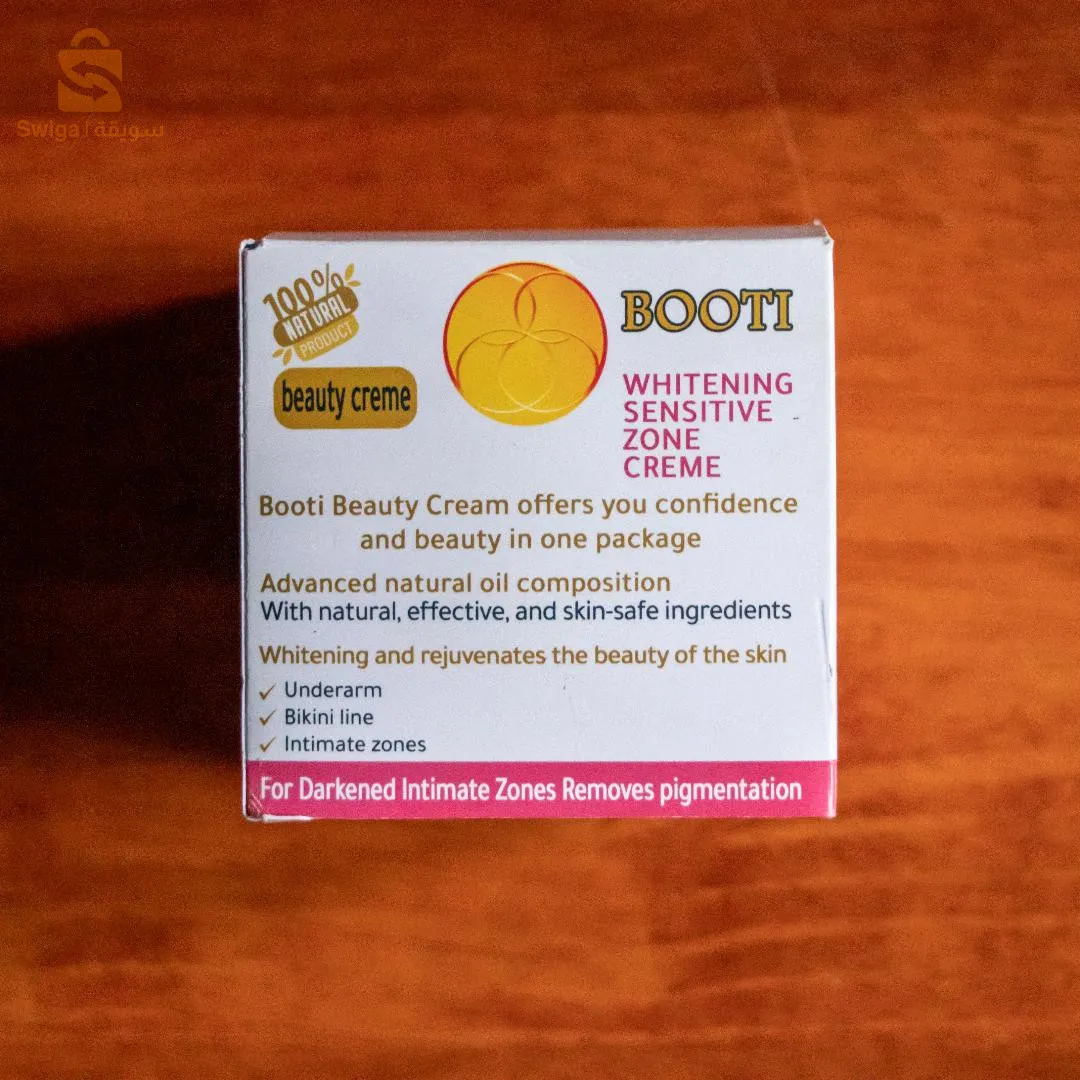 Swiga | سويقة
100%
NATURAL
PRODUCT
beauty creme
BOOTI
WHITENING
SENSITIVE
ZONE
CREME
Booti Beauty Cream offers you confidence
and beauty in one package
Advanced natural oil composition
With natural, effective, and skin-safe ingredients
Whitening and rejuvenates the beauty of the skin
✓ Underarm
✓ Bikini line
✓ Intimate zones
For Darkened Intimate Zones Removes pigmentation